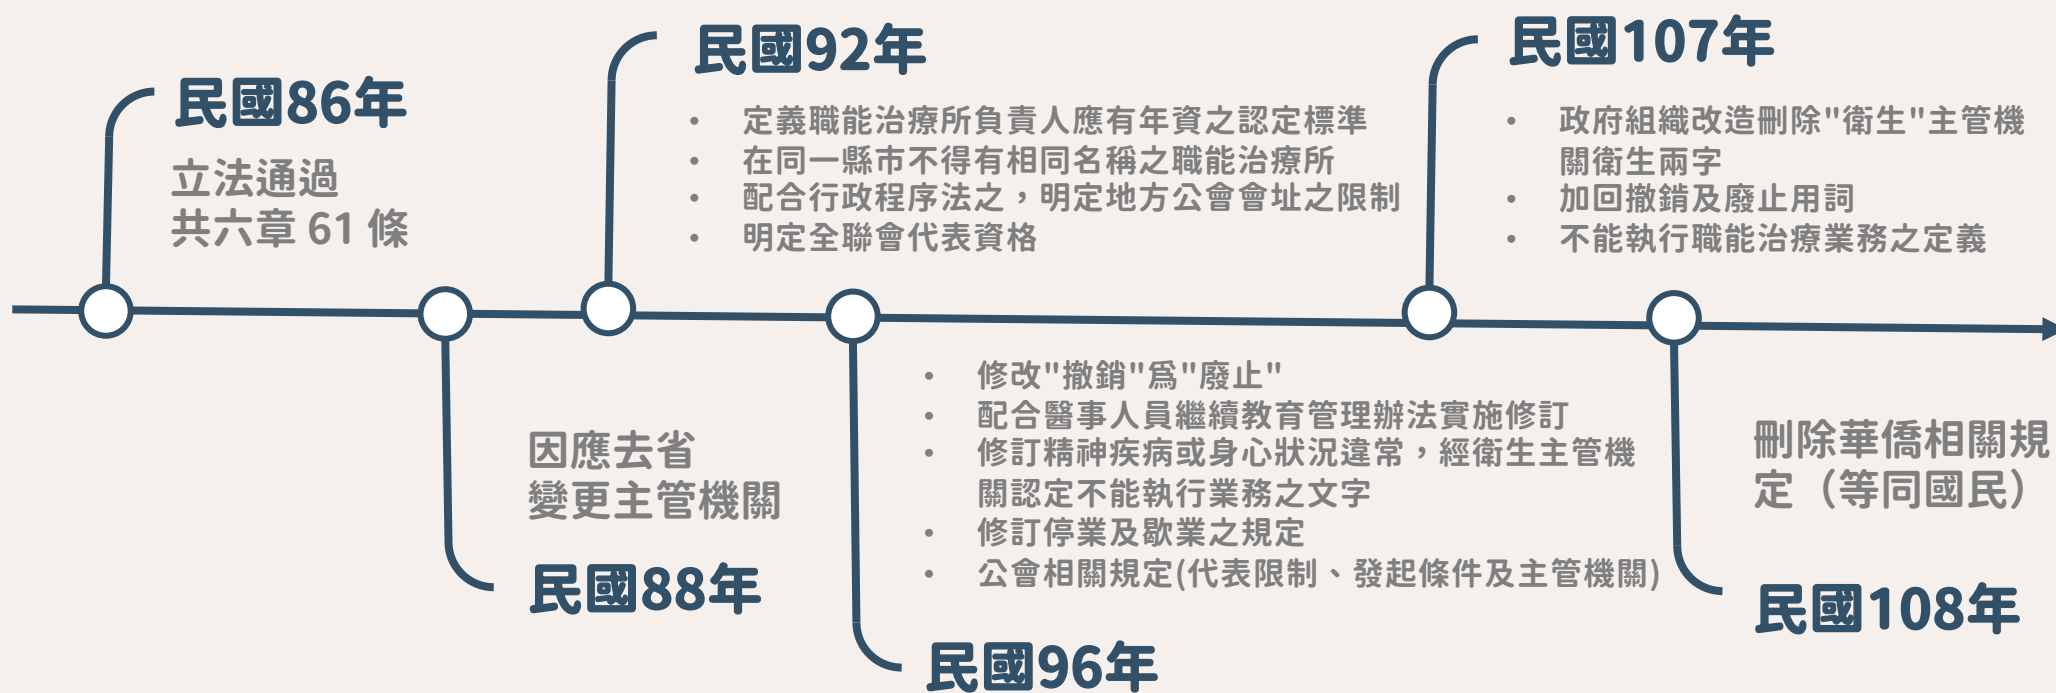 民國86年
立法通過
共六章 61 條
因應去省
變更主管機關
民國88年
民國92年
• 定義職能治療所負責人應有年資之認定標準
• 在同一縣市不得有相同名稱之職能治療所
• 配合行政程序法之，明定地方公會會址之限制
• 明定全聯會代表資格
• 修改"撤銷"為"廢止"
• 配合醫事人員繼續教育管理辦法實施修訂
• 修訂精神疾病或身心狀況違常，經衛生主管機
關認定不能執行業務之文字
• 修訂停業及歇業之規定
• 公會相關規定(代表限制、發起條件及主管機關)
民國96年
民國107年
• 政府組織改造刪除"衛生"主管機
關衛生兩字
• 加回撤銷及廢止用詞
• 不能執行職能治療業務之定義
刪除華僑相關規
定（等同國民）
民國108年